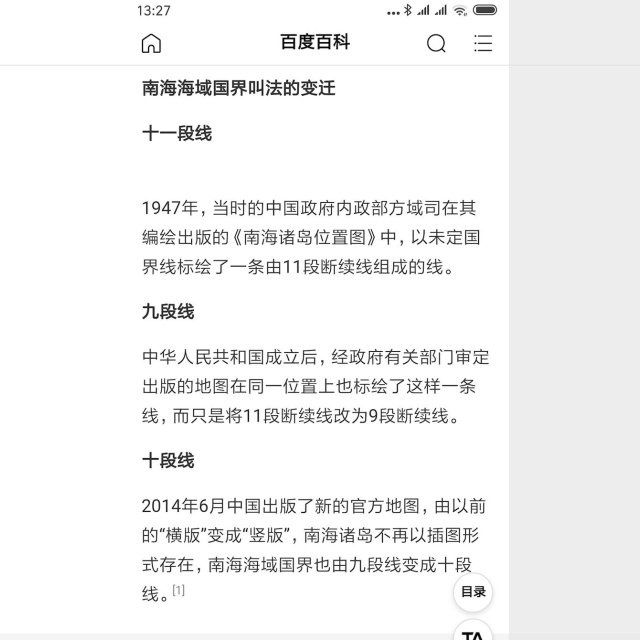 13:27
百度百科
南海海域国界叫法的变迁
十一段线
1947年，当时的中国政府内政部方域司在其
编绘出版的《南海诸岛位置图》中，以未定国
界线标绘了一条由11段断续线组成的线。
九段线
中华人民共和国成立后，经政府有关部门审定
出版的地图在同一位置上也标绘了这样一条
线，而只是将11段断续线改为9段断续线。
十段线
2014年6月中国出版了新的官方地图，由以前
的“横版”变成“竖版”，南海诸岛不再以插图形
式存在，南海海域国界也由九段线变成十段
线。[1]
目录